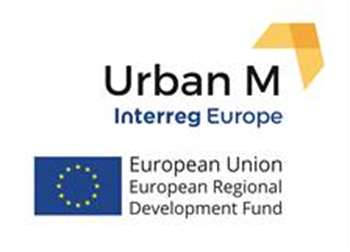 Urban M
Interreg Europe
European Union
European Regional
Development Fund